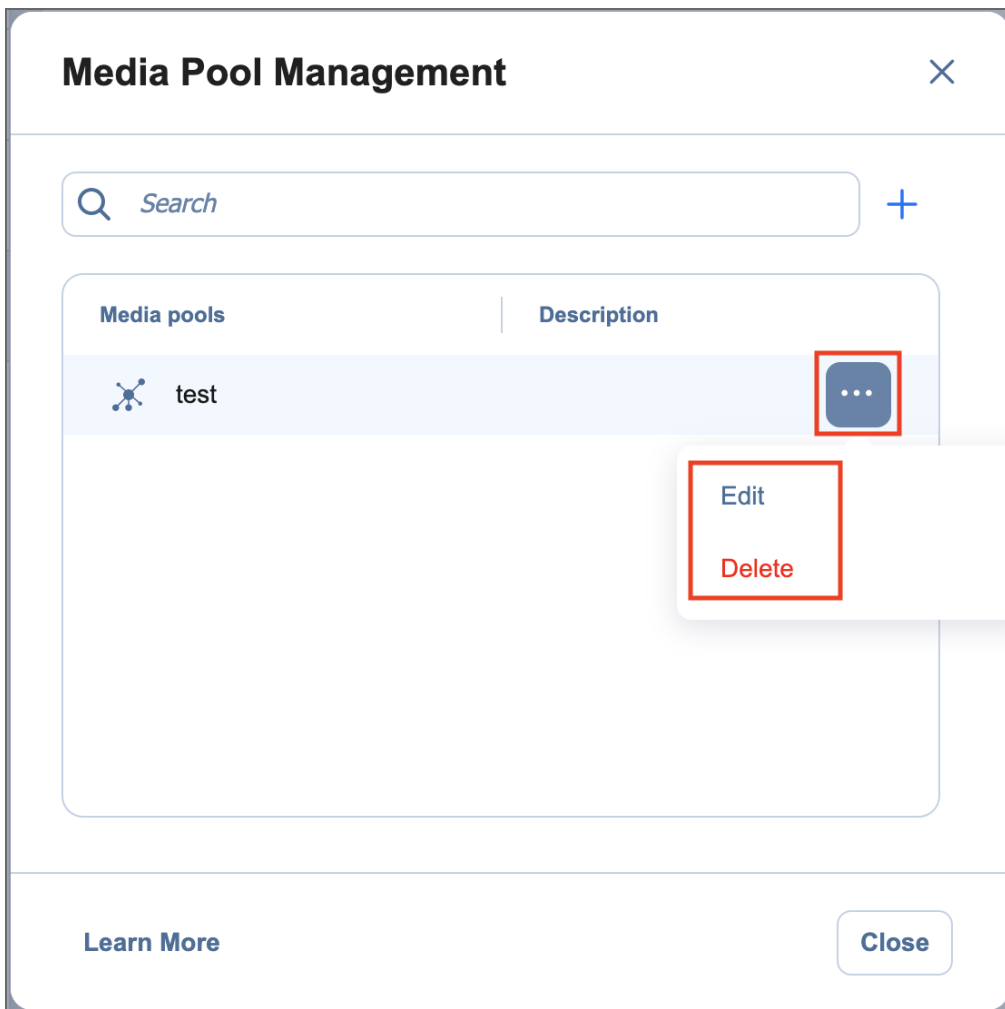 Media Pool Management
Search
Media pools
Description
test
Edit
Delete
Learn More
Close